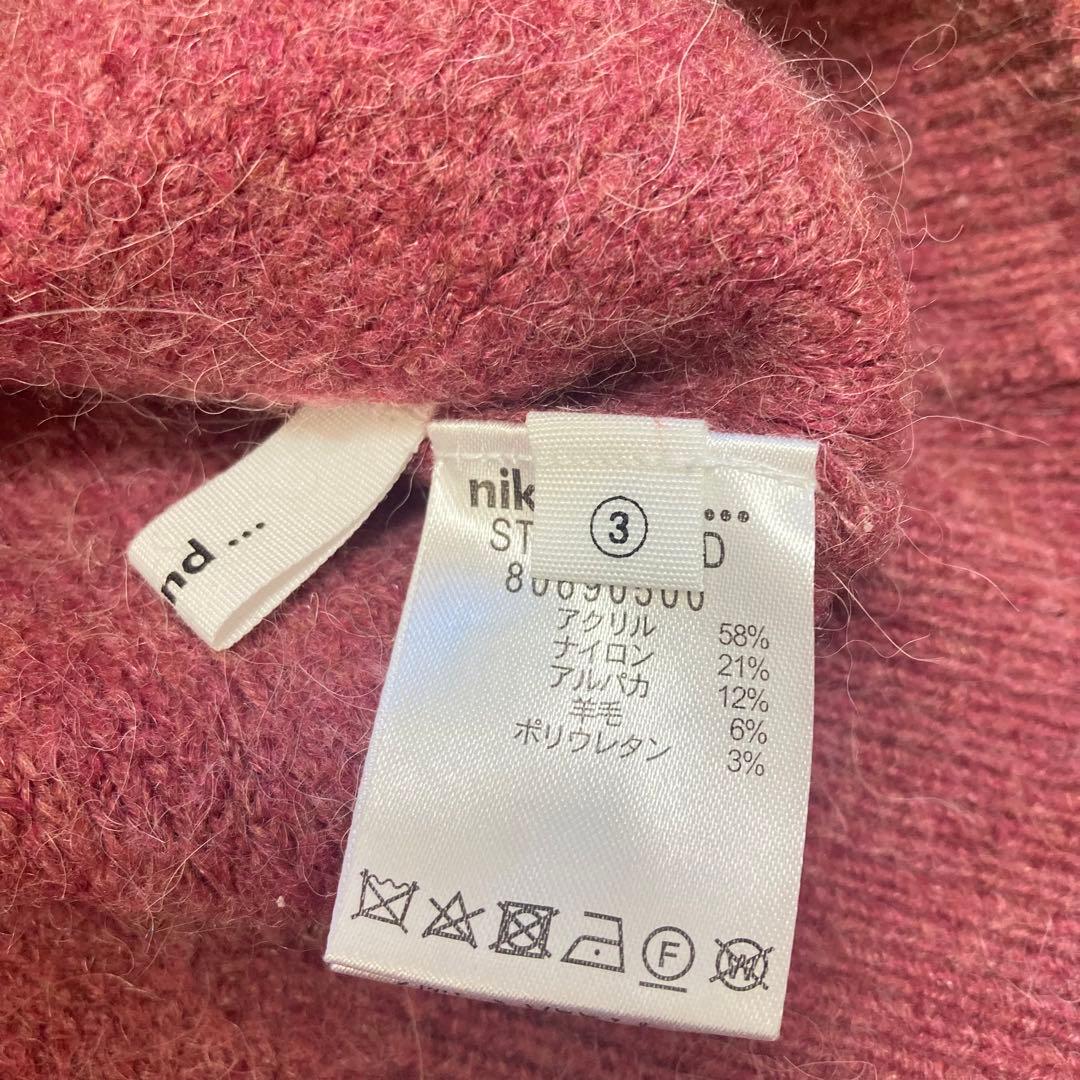 nd ...
③
nik ...
ST D
80690500
アクリル 58%
ナイロン 21%
アルパカ 12%
羊毛 6%
ポリウレタン 3%
F
W